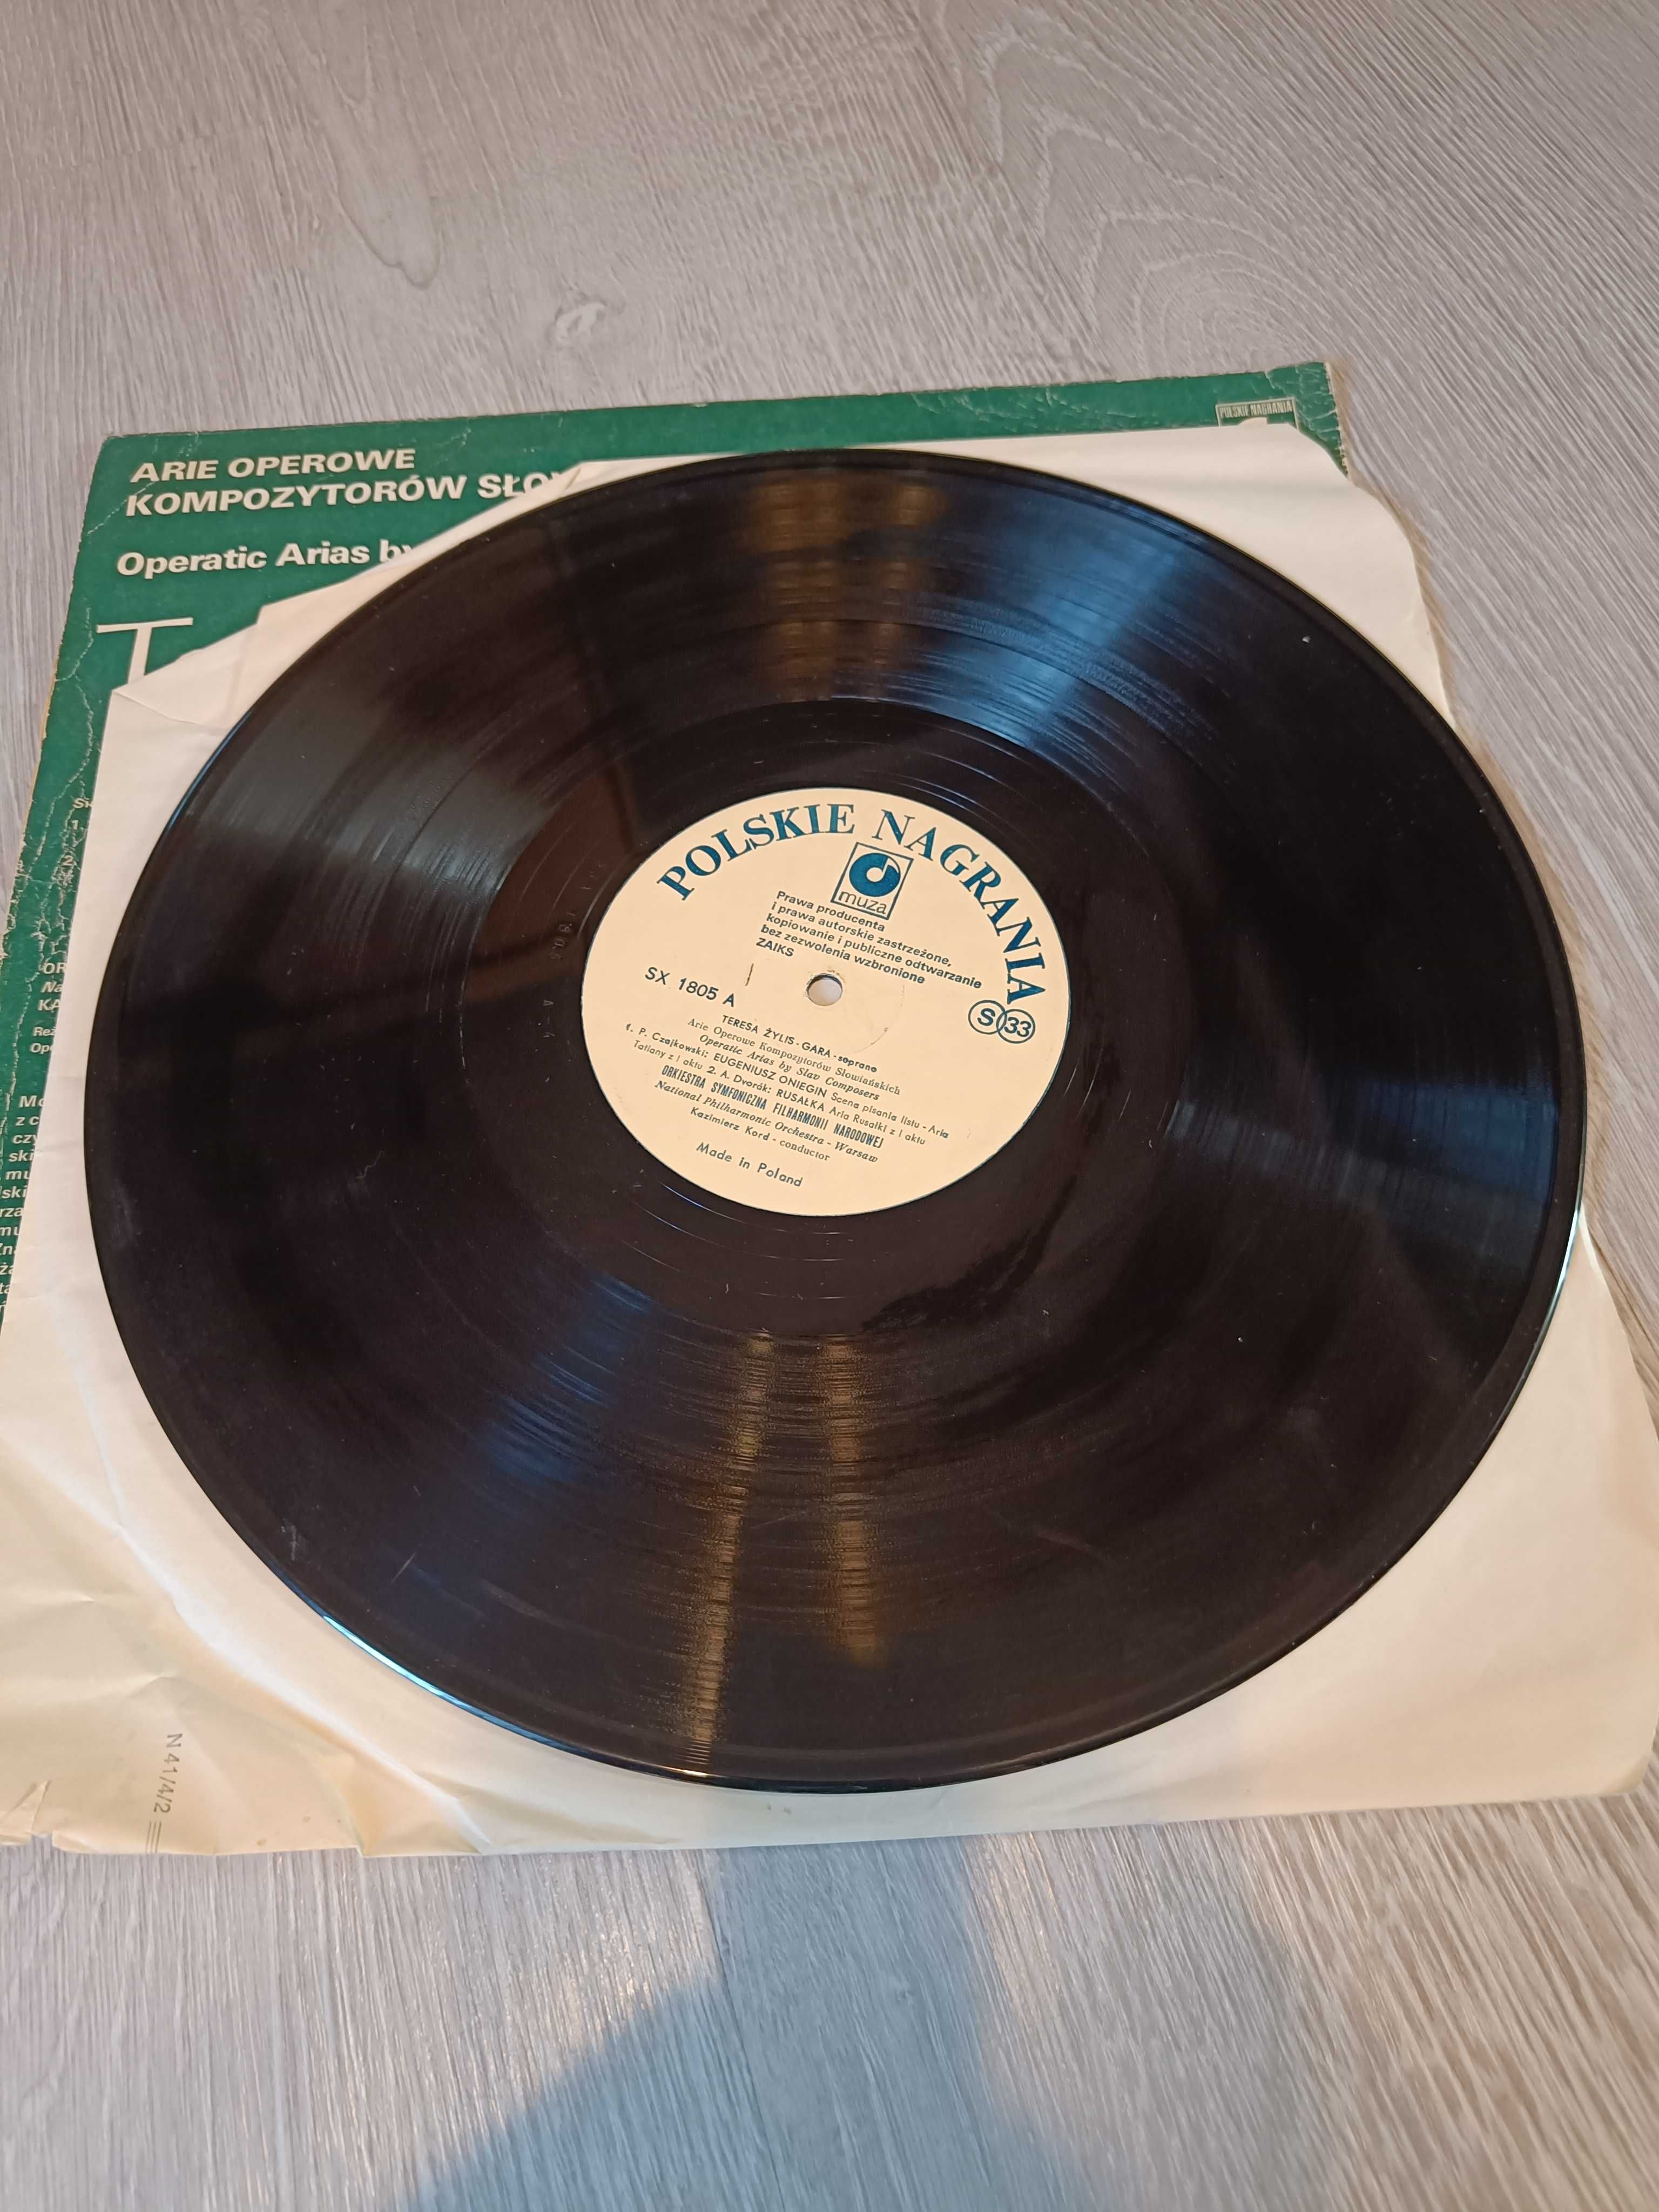 POLSKIE NAGRANIA
ARIE OPEROWE
KOMPOZYTORÓW
Operatic Arias
T
POLSKIE NAGRANIA
muza
Prawa producenta
i prawa autorskie zastrzeżone,
kopiowanie i publiczne odtwarzanie
bez zezwolenia wzbronione
ZAIKS
SX 1805 A
S 33
TERESA ŻYLIS-GARA - soprano
Arie Operowe Kompozytorów Słowiańskich
Operatic Arias by Slav Composers
1. P. Czajkowski: EUGENIUSZ ONIEGIN Scena pisania listu - Aria
Tatiany z I aktu 2. A. Dvorák: RUSAŁKA Aria Rusałki z I aktu
ORKIESTRA SYMFONICZNA FILHARMONII NARODOWEJ
National Philharmonic Orchestra - Warsaw
Kazimierz Kord - conductor
Made in Poland
N 41/4/2